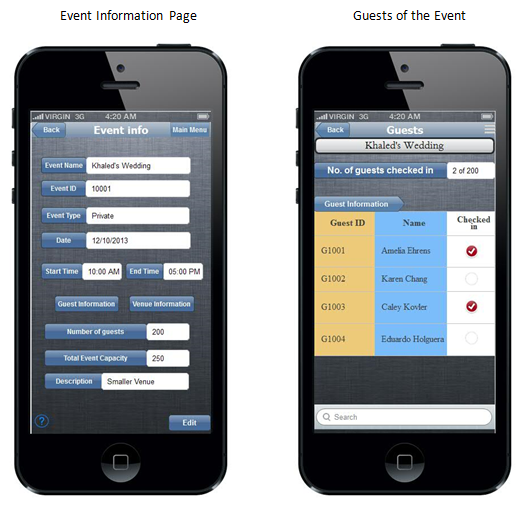 Event Information Page
VIRGIN 3G 4:20 AM
Back Event info Main Menu
Event Name Khaled's Wedding
Event ID 10001
Event Type Private
Date 12/10/2013
Start Time 10:00 AM End Time 05:00 PM
Guest Information Venue Information
Number of guests 200
Total Event Capacity 250
Description Smaller Venue
? Edit
Guests of the Event
VIRGIN 3G 4:20 AM
Back Guests
Khaled's Wedding
No. of guests checked in 2 of 200
Guest Information
Guest ID Name Checked in
G1001 Amelia Ehrens
G1002 Karen Chang
G1003 Caley Kovler
G1004 Eduardo Holguera
Search